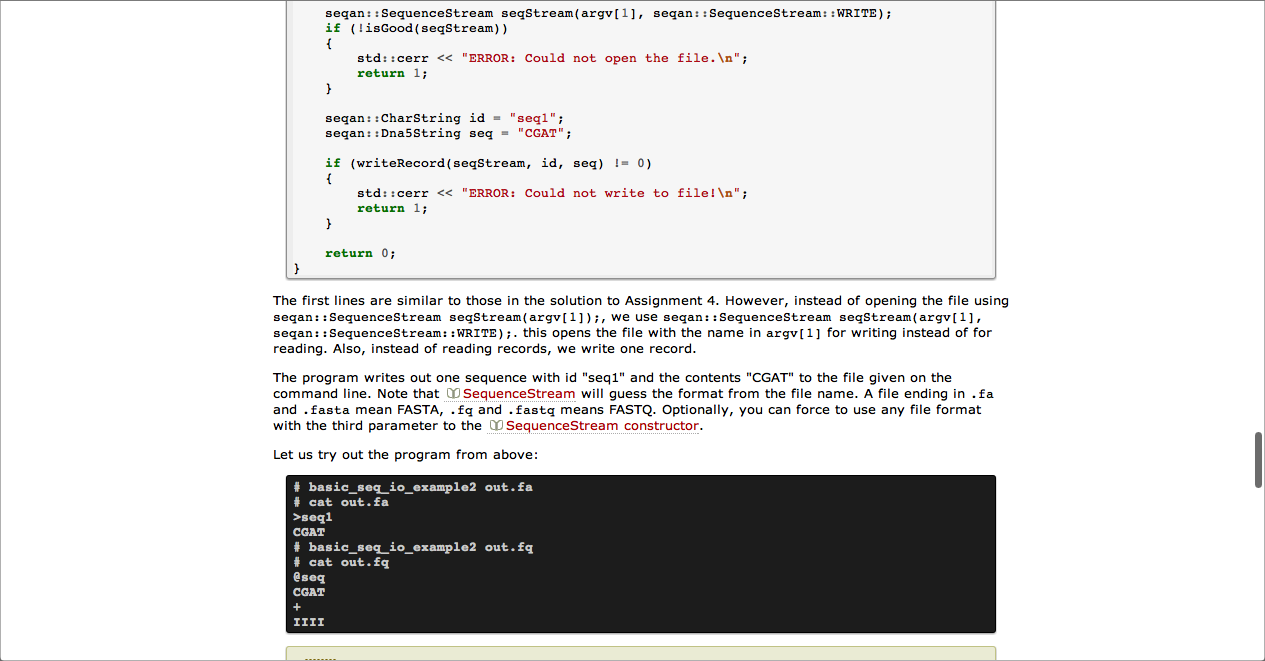 seqan::SequenceStream seqStream(argv[1], seqan::SequenceStream::WRITE);
if (!isGood(seqStream))
{
std::cerr << "ERROR: Could not open the file.\n";
return 1;
}
seqan::CharString id = "seq1";
seqan::Dna5String seq = "CGAT";
if (writeRecord(seqStream, id, seq) != 0)
{
std::cerr << "ERROR: Could not write to file!\n";
return 1;
}
return 0;
}
The first lines are similar to those in the solution to Assignment 4. However, instead of opening the file using
seqan::SequenceStream seqStream(argv[1]);, we use seqan::SequenceStream seqStream(argv[1],
seqan::SequenceStream::WRITE);. this opens the file with the name in argv[1] for writing instead of for
reading. Also, instead of reading records, we write one record.
The program writes out one sequence with id "seq1" and the contents "CGAT" to the file given on the
command line. Note that SequenceStream will guess the format from the file name. A file ending in .fa
and .fasta mean FASTA, .fq and .fastq means FASTQ. Optionally, you can force to use any file format
with the third parameter to the SequenceStream constructor.
Let us try out the program from above:
# basic_seq_io_example2 out.fa
# cat out.fa
>seq1
CGAT
# basic_seq_io_example2 out.fq
# cat out.fq
@seq
CGAT
+
IIII